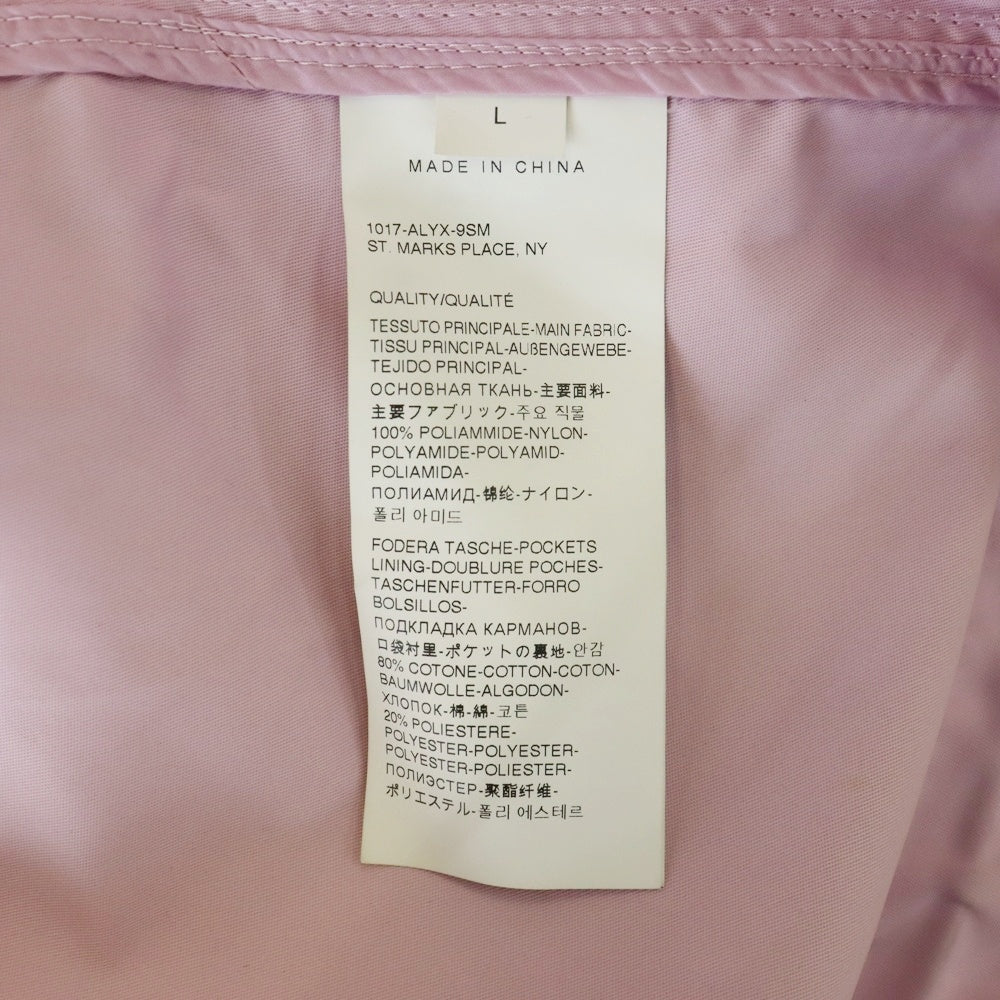 L
MADE IN CHINA
1017-ALYX-9SM
ST. MARKS PLACE, NY
QUALITY/QUALITÉ
TESSUTO PRINCIPALE-MAIN FABRIC-
TISSU PRINCIPAL-AUßENGEWEBE-
TEJIDO PRINCIPAL-
ОСНОВНАЯ ТКАНЬ-主要面料-
主要ファブリック-주요 직물
100% POLIAMMIDE-NYLON-
POLYAMIDE-POLYAMID-
POLIAMIDA-
ПОЛИАМИД-锦纶-ナイロン-
폴리 아미드
FODERA TASCHE-POCKETS
LINING-DOUBLURE POCHES-
TASCHENFUTTER-FORRO
BOLSILLOS-
ПОДКЛАДКА КАРМАНОВ-
口袋衬里-ポケットの裏地-안감
80% COTONE-COTTON-COTON-
BAUMWOLLE-ALGODON-
ХЛОПОК-棉-綿-코튼
20% POLIESTERE-
POLYESTER-POLYESTER-
POLYESTER-POLIESTER-
ПОЛИЭСТЕР-聚酯纤维-
ポリエステル-폴리 에스테르